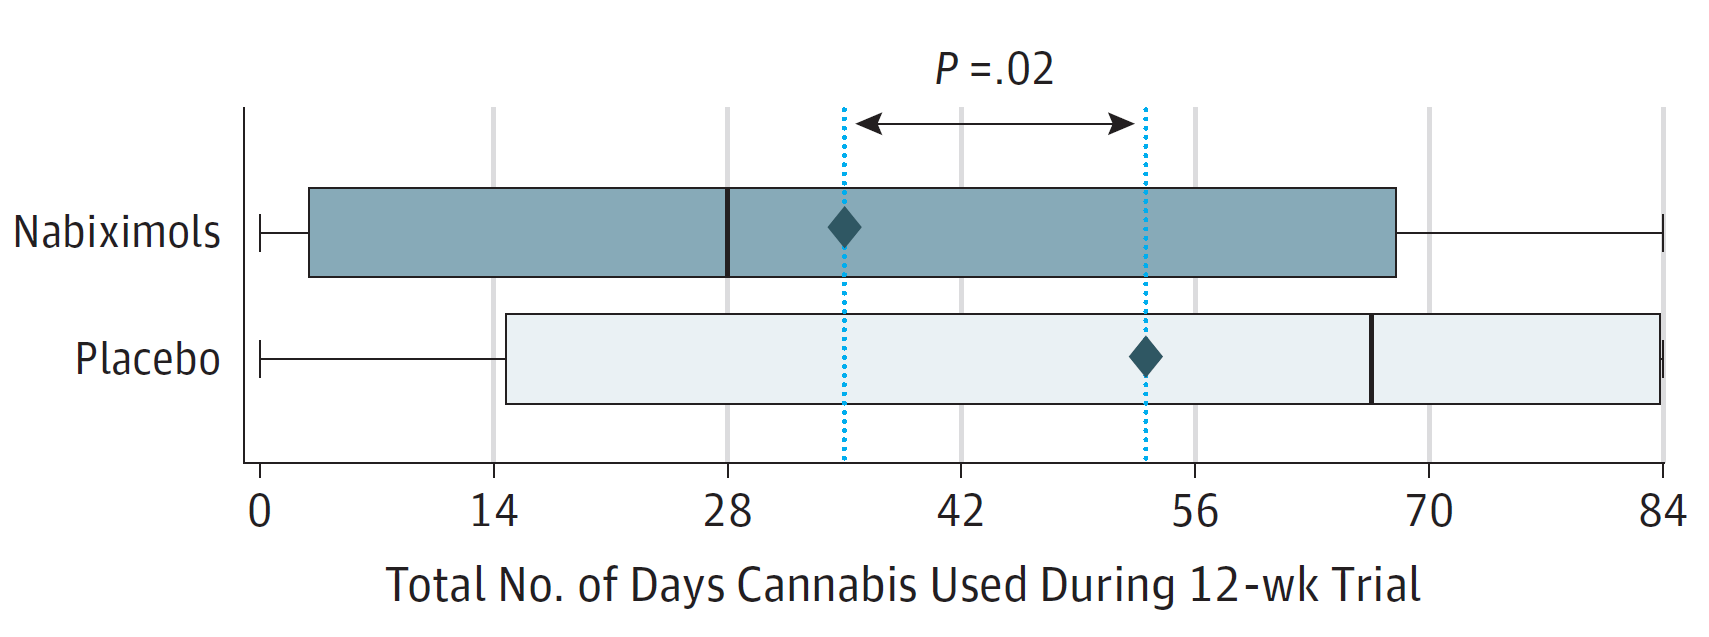 P =.02
Nabiximols
Placebo
0 14 28 42 56 70 84
Total No. of Days Cannabis Used During 12-wk Trial